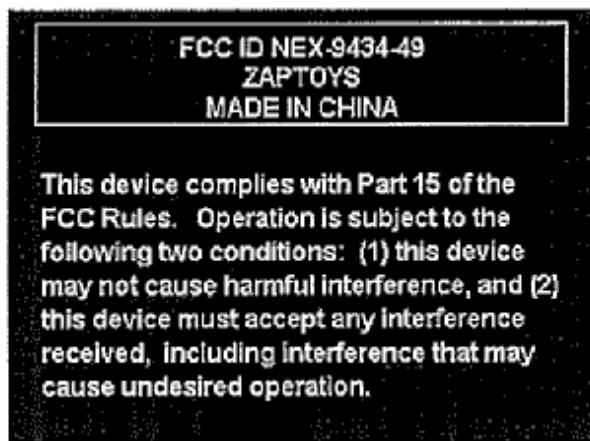 FCC ID NEX-9434-49
ZAPTOYS
MADE IN CHINA
This device complies with Part 15 of the
FCC Rules. Operation is subject to the
following two conditions: (1) this device
may not cause harmful interference, and (2)
this device must accept any interference
received, including interference that may
cause undesired operation.